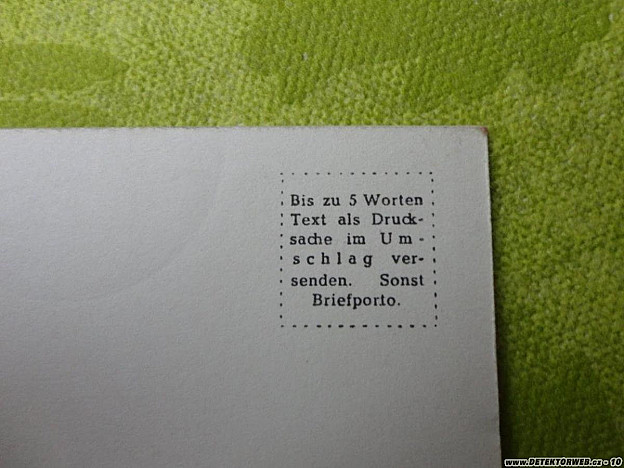 Bis zu 5 Worten
Text als Druck-
sache im Um-
schlag ver-
senden. Sonst
Briefporto.
www.DETEKTORWEB.cz - 10